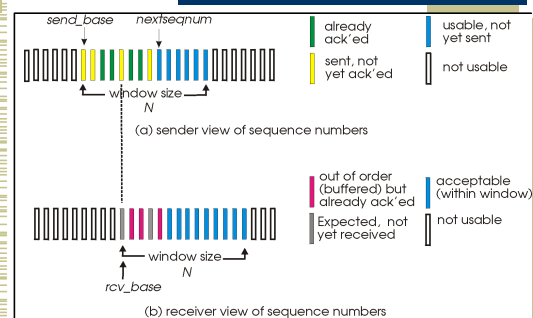 send_base
nextseqnum
already
ack'ed
usable, not
yet sent
sent, not
yet ack'ed
not usable
window size
N
(a) sender view of sequence numbers
out of order
(buffered) but
already ack'ed
acceptable
(within window)
Expected, not
yet received
not usable
window size
N
rcv_base
(b) receiver view of sequence numbers